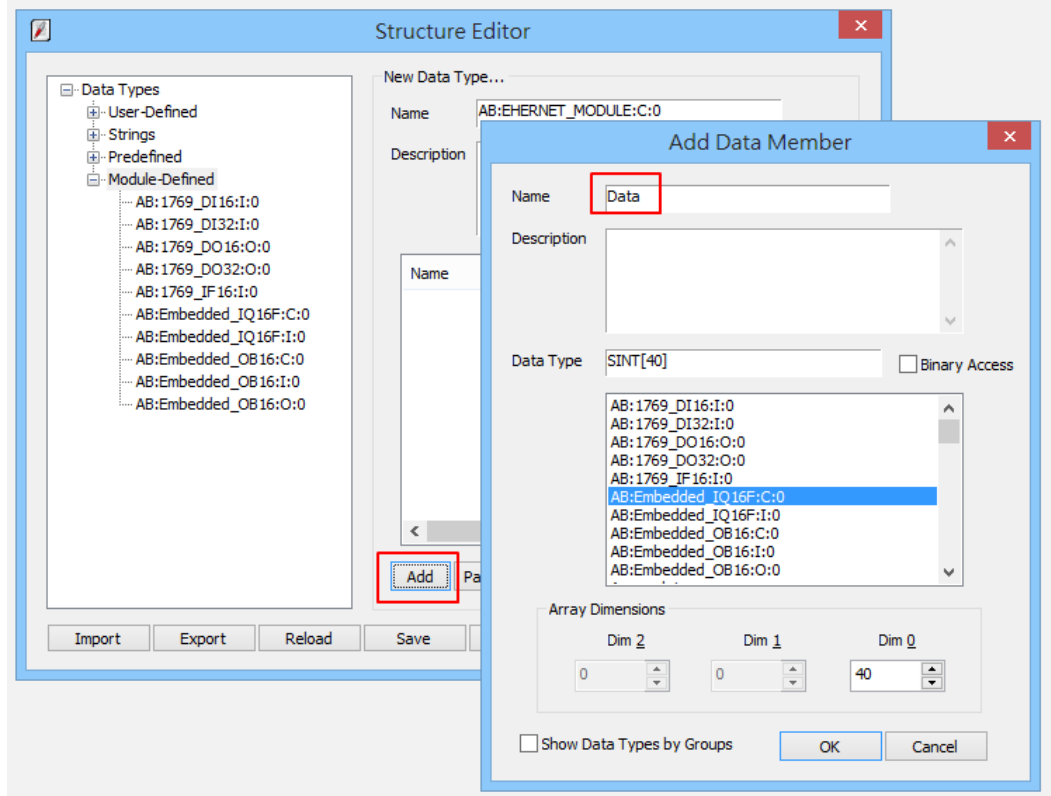 Structure Editor
Data Types
User-Defined
Strings
Predefined
Module-Defined
AB:1769_DI16:I:0
AB:1769_DI32:I:0
AB:1769_DO16:O:0
AB:1769_DO32:O:0
AB:1769_IF16:I:0
AB:Embedded_IQ16F:C:0
AB:Embedded_IQ16F:I:0
AB:Embedded_OB16:C:0
AB:Embedded_OB16:I:0
AB:Embedded_OB16:O:0
New Data Type...
Name AB:EHERNET_MODULE:C:0
Description
Name
Add Pa
Import Export Reload Save
Add Data Member
Name Data
Description
Data Type SINT[40] Binary Access
AB:1769_DI16:I:0
AB:1769_DI32:I:0
AB:1769_DO16:O:0
AB:1769_DO32:O:0
AB:1769_IF16:I:0
AB:Embedded_IQ16F:C:0
AB:Embedded_IQ16F:I:0
AB:Embedded_OB16:C:0
AB:Embedded_OB16:I:0
AB:Embedded_OB16:O:0
Array Dimensions
Dim 2 Dim 1 Dim 0
0 0 40
Show Data Types by Groups OK Cancel